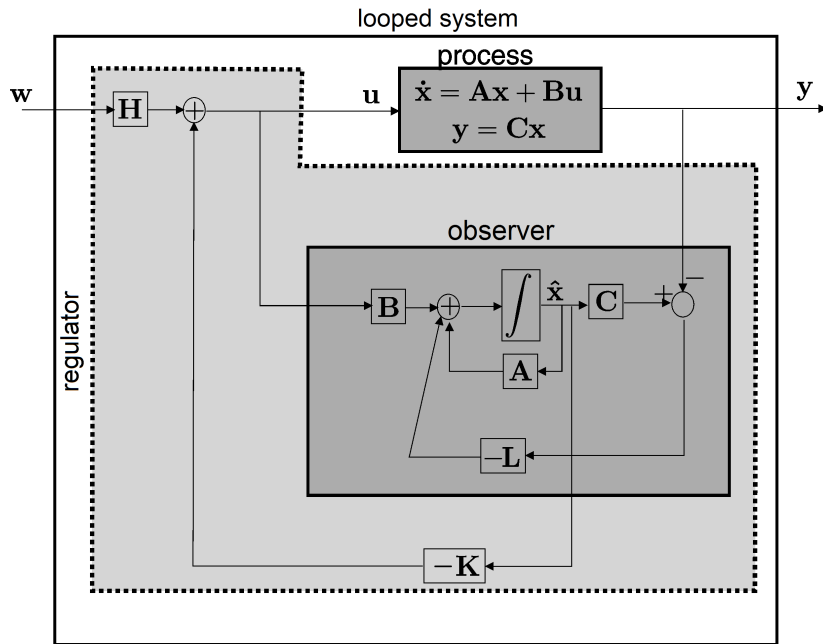 looped system
process
w
H
+
u
ẋ = Ax + Bu
y = Cx
y
observer
regulator
B
+
∫
x̂
C
+
−
A
−L
−K